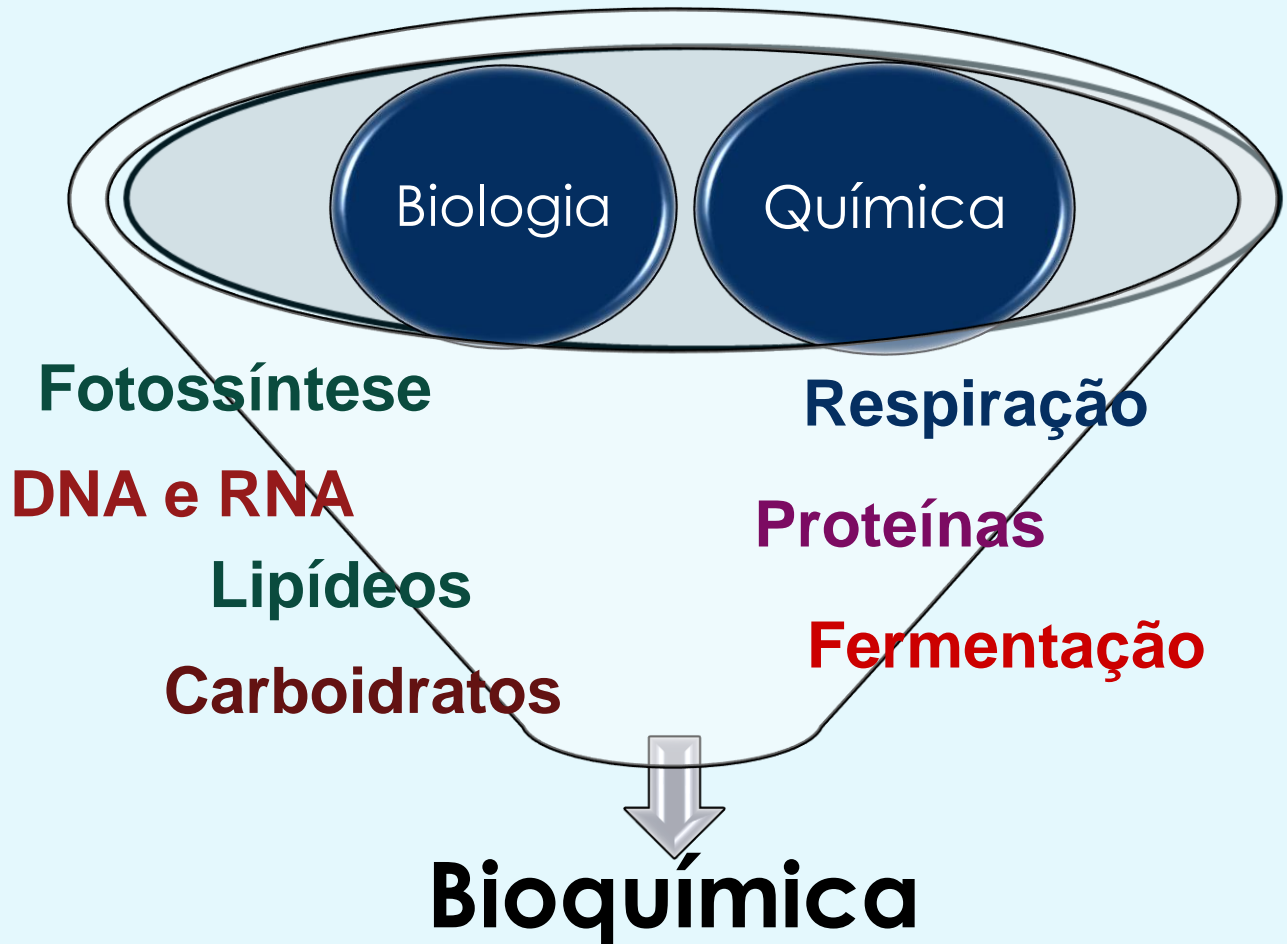 Biologia
Química
Fotossíntese
Respiração
DNA e RNA
Proteínas
Lipídeos
Fermentação
Carboidratos
Bioquímica